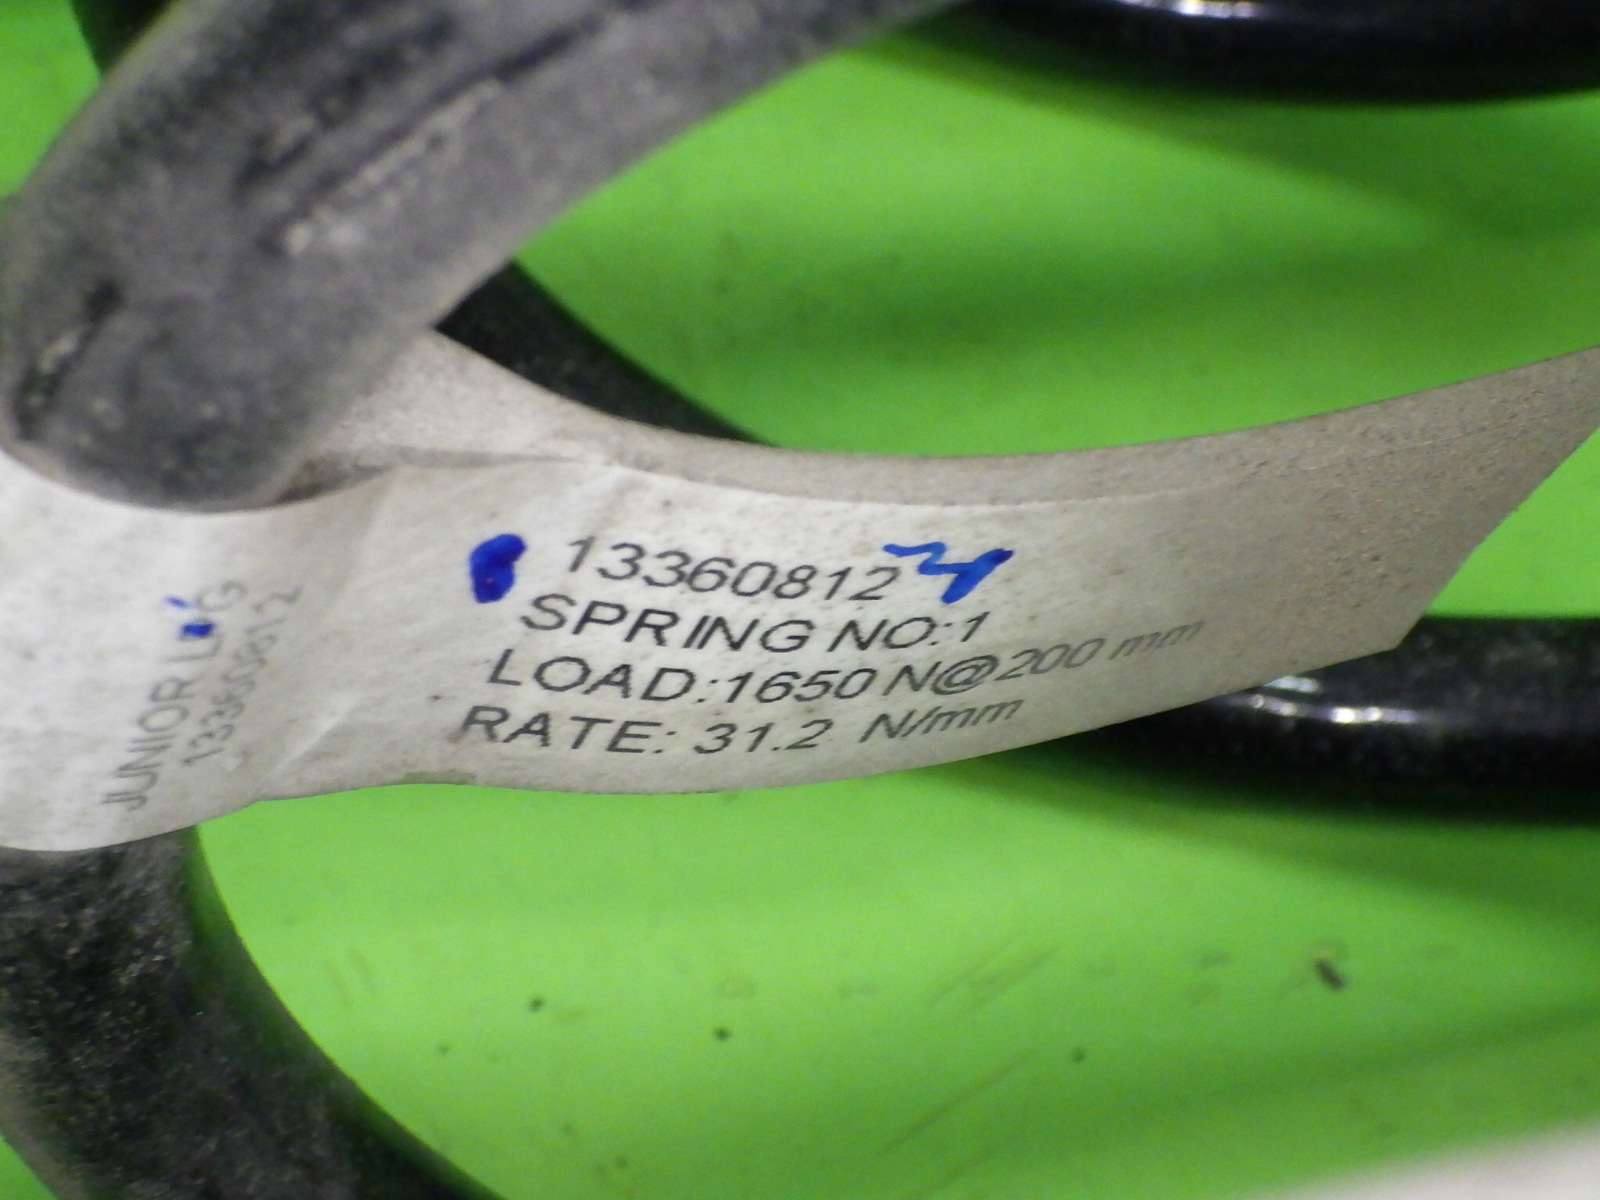 JUNIOR L
13360812
13360812
SPRING NO:1
LOAD:1650 N@200 mm
RATE: 31.2 N/mm